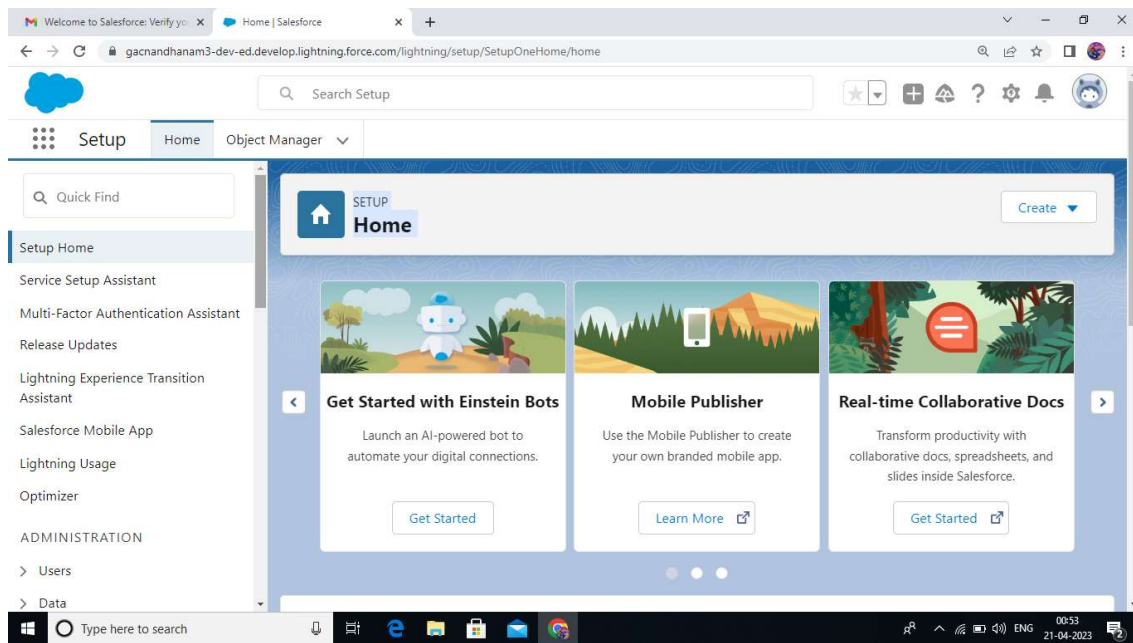 Welcome to Salesforce: Verify yo
Home | Salesforce
gacnandhanam3-dev-ed.develop.lightning.force.com/lightning/setup/SetupOneHome/home
Search Setup
Setup
Home
Object Manager
Quick Find
Setup Home
Service Setup Assistant
Multi-Factor Authentication Assistant
Release Updates
Lightning Experience Transition
Assistant
Salesforce Mobile App
Lightning Usage
Optimizer
ADMINISTRATION
Users
Data
SETUP
Home
Create
Get Started with Einstein Bots
Launch an AI-powered bot to
automate your digital connections.
Get Started
Mobile Publisher
Use the Mobile Publisher to create
your own branded mobile app.
Learn More
Real-time Collaborative Docs
Transform productivity with
collaborative docs, spreadsheets, and
slides inside Salesforce.
Get Started
Type here to search
ENG
00:53
21-04-2023
2